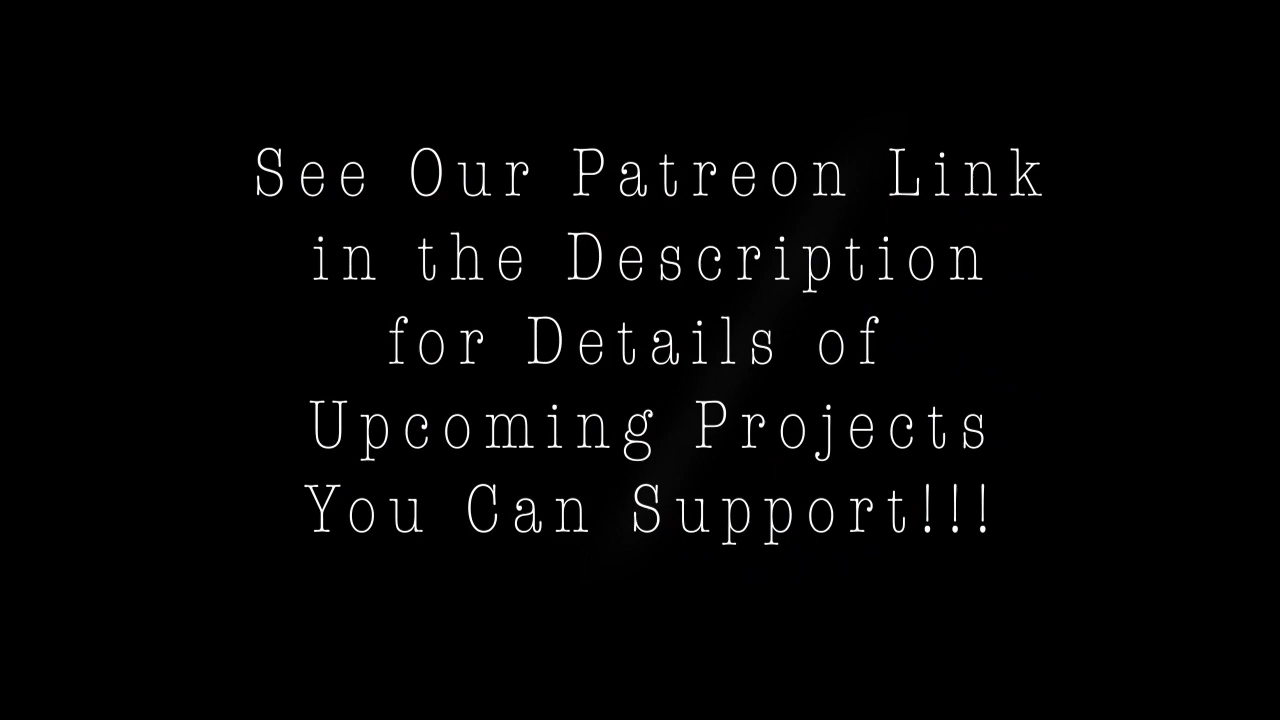 See Our Patreon Link
in the Description
for Details of
Upcoming Projects
You Can Support!!!